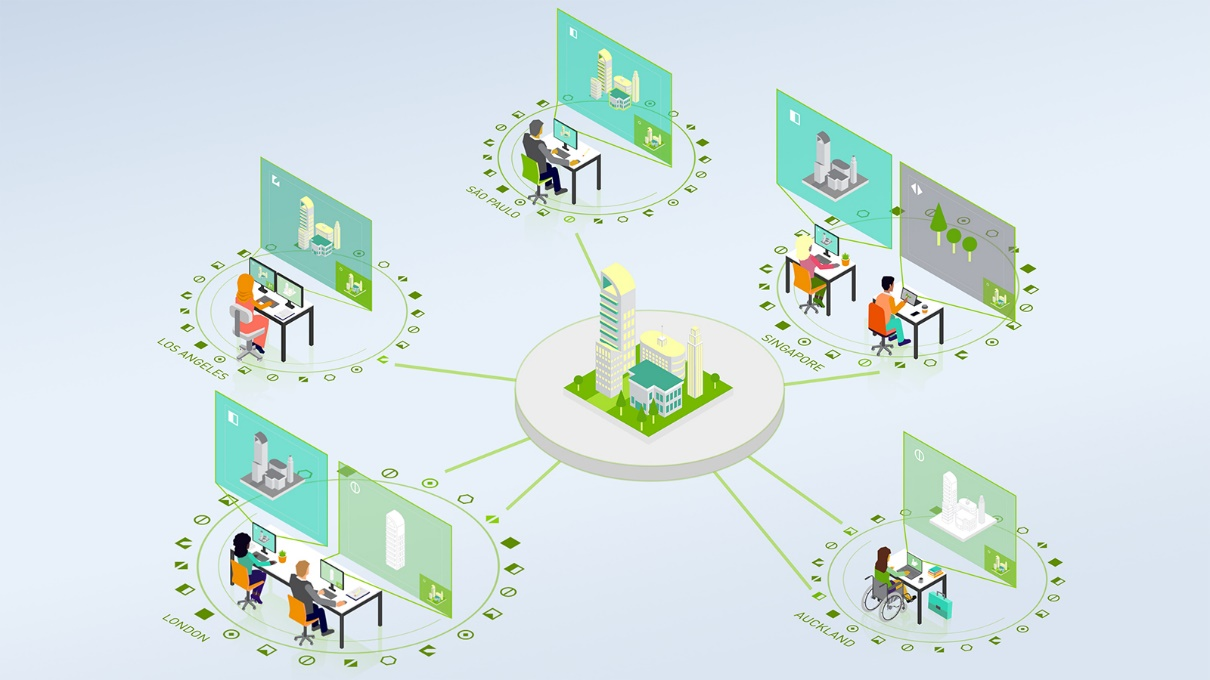 SÃO PAULO
LOS ANGELES
SINGAPORE
LONDON
AUCKLAND